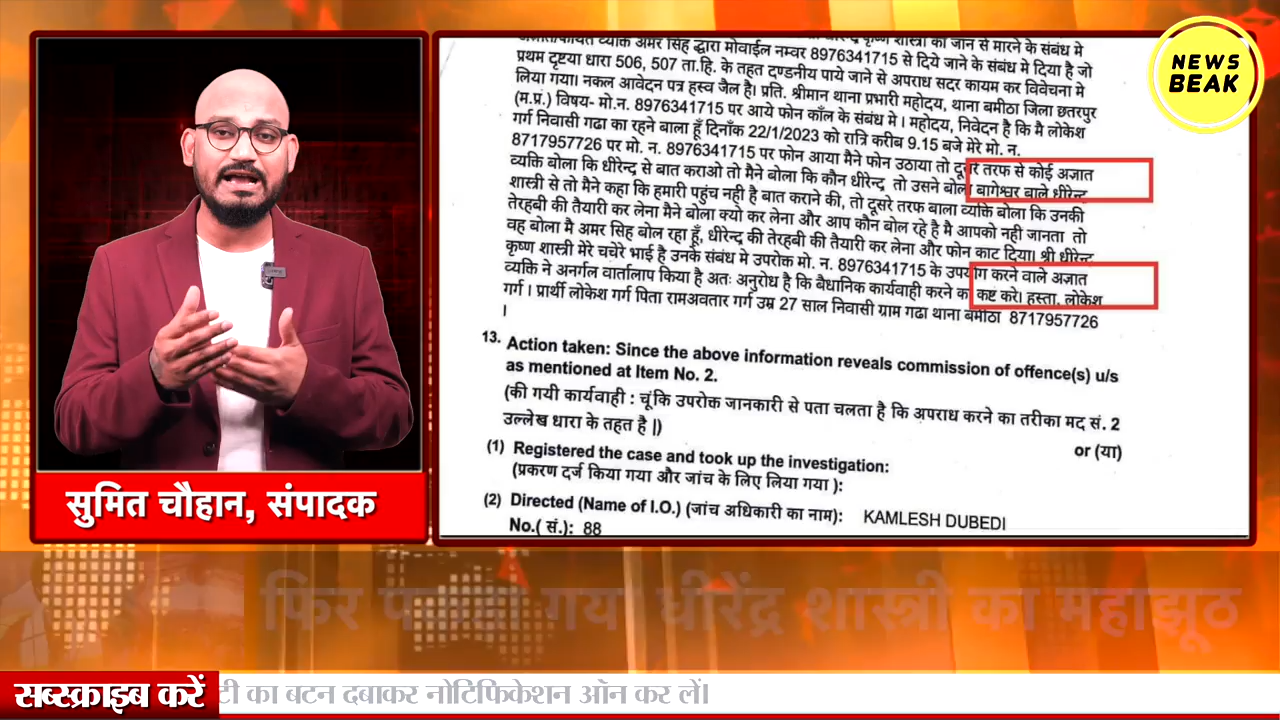 NEWS
BEAK
अमर सिंह द्धारा मोवाईल नम्वर 8976341715 से दिये जाने के संबंध मे दिया है जो
प्रथम दृष्टया धारा 506, 507 ता.हि. के तहत दण्डनीय पाये जाने से अपराध सदर कायम कर विवेचना मे
लिया गया। नकल आवेदन पत्र हस्व जैल है। प्रति. श्रीमान थाना प्रभारी महोदय, थाना बमीठा जिला छतरपुर
(म.प्र.) विषय- मो.न. 8976341715 पर आये फोन काॅल के संबंध मे । महोदय, निवेदन है कि मै लोकेश
गर्ग निवासी गढा का रहने बाला हूँ दिनाँक 22/1/2023 को रात्रि करीब 9.15 बजे मेरे मो. न.
8717957726 पर मो. न. 8976341715 पर फोन आया मैने फोन उठाया तो दूसरे तरफ से कोई अज्ञात
व्यक्ति बोला कि धीरेन्द्र से बात कराओ तो मैने बोला कि कौन धीरेन्द्र तो उसने बोला बागेश्वर बाले धीरेन्द्र
शास्त्री से तो मैने कहा कि हमारी पहुंच नही है बात कराने की, तो दूसरे तरफ बाला व्यक्ति बोला कि उनकी
तेरहबी की तैयारी कर लेना मैने बोला क्यो कर लेना और आप कौन बोल रहे है मै आपको नही जानता तो
वह बोला मै अमर सिंह बोल रहा हूँ, धीरेन्द्र की तेरहबी की तैयारी कर लेना और फोन काट दिया। श्री धीरेन्द्र
कृष्ण शास्त्री मेरे चचेरे भाई है उनके संबंध मे उपरोक मो. न. 8976341715 के उपयोग करने वाले अज्ञात
व्यक्ति ने अनर्गल वार्तालाप किया है अतः अनुरोध है कि बैधानिक कार्यवाही करने का कष्ट करे। हस्ता. लोकेश
गर्ग । प्रार्थी लोकेश गर्ग पिता रामअवतार गर्ग उम्र 27 साल निवासी ग्राम गढा थाना बमीठा 8717957726
।
13. Action taken: Since the above information reveals commission of offence(s) u/s
as mentioned at Item No. 2.
(की गयी कार्यवाही : चूंकि उपरोक जानकारी से पता चलता है कि अपराध करने का तरीका मद सं. 2
उल्लेख धारा के तहत है |)
(1) Registered the case and took up the investigation: or (या)
(प्रकरण दर्ज किया गया और जांच के लिए लिया गया ):
(2) Directed (Name of I.O.) (जांच अधिकारी का नाम): KAMLESH DUBEDI
No.( सं.): 88
सुमित चौहान, संपादक
फिर गया धीरेंद्र शास्त्री का महाझूठ
सब्स्क्राइब करें
का बटन दबाकर नोटिफिकेशन ऑन कर लें।